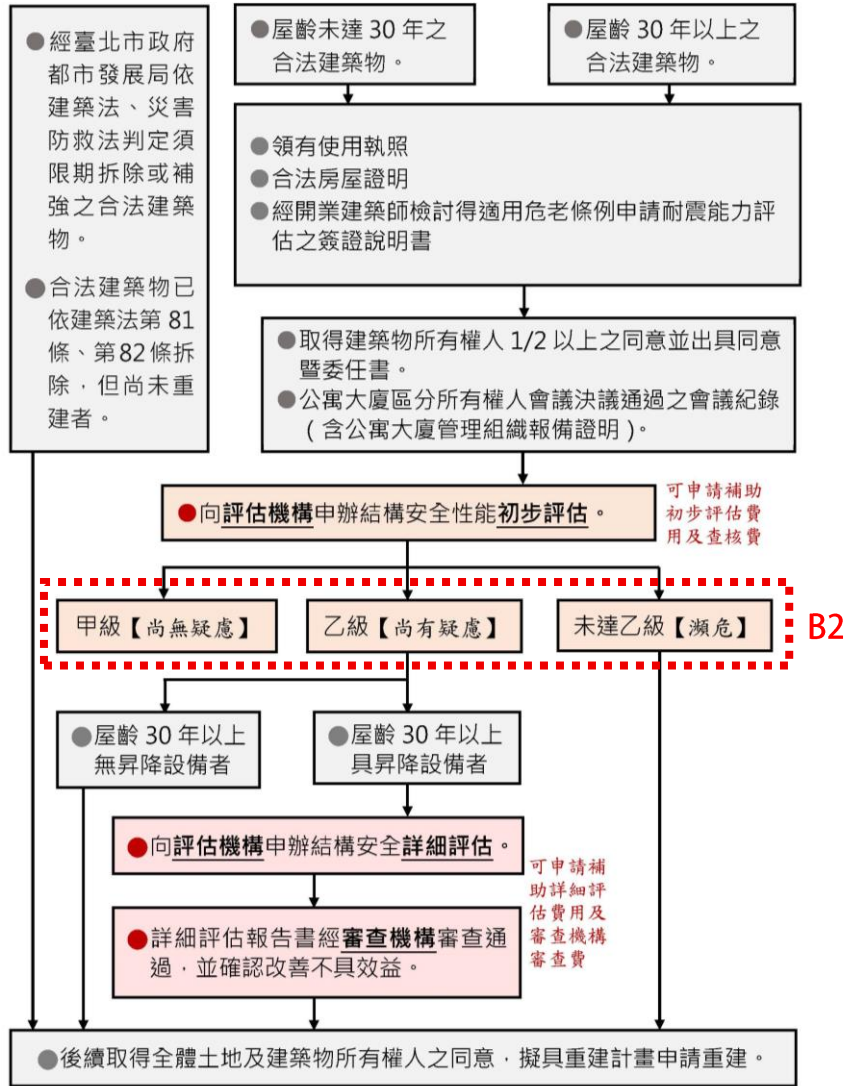 ●經臺北市政府
都市發展局依
建築法、災害
防救法判定須
限期拆除或補
強之合法建築
物。
●合法建築物已
依建築法第 81
條、第 82 條拆
除，但尚未重
建者。
●屋齡未達 30 年之
合法建築物。
●屋齡 30 年以上之
合法建築物。
●領有使用執照
●合法房屋證明
●經開業建築師檢討得適用危老條例申請耐震能力評
估之簽證說明書
●取得建築物所有權人 1/2 以上之同意並出具同意
暨委任書。
●公寓大廈區分所有權人會議決議通過之會議紀錄
(含公寓大廈管理組織報備證明)。
●向評估機構申辦結構安全性能初步評估。
可申請補助
初步評估費
用及查核費
甲級【尚無疑慮】
乙級【尚有疑慮】
未達乙級【瀕危】
B2
●屋齡 30 年以上
無昇降設備者
●屋齡 30 年以上
具昇降設備者
●向評估機構申辦結構安全詳細評估。
可申請補
助詳細評
估費用及
審查機構
審查費
●詳細評估報告書經審查機構審查通
過，並確認改善不具效益。
●後續取得全體土地及建築物所有權人之同意，擬具重建計畫申請重建。